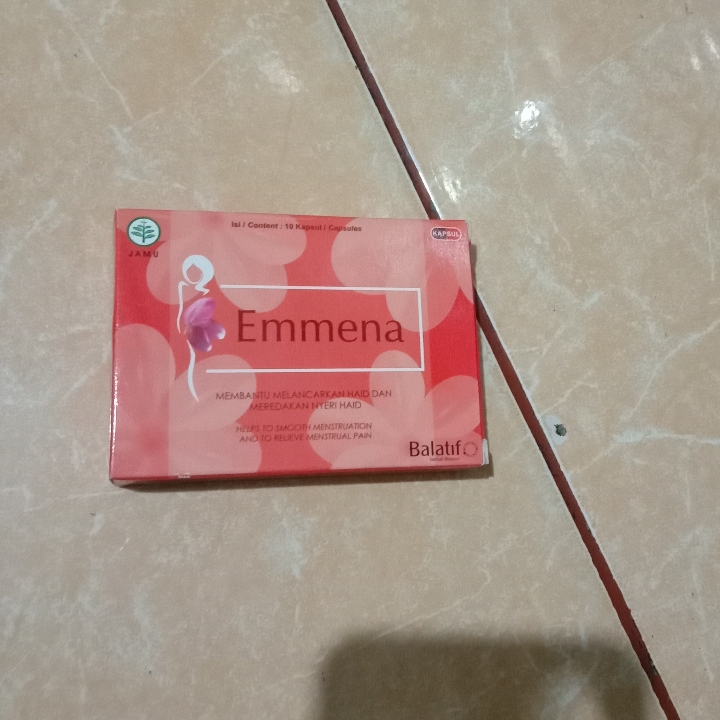 Isi / Content : 10 Kapsul / Capsules
KAPSUL
JAMU
Emmena
MEMBANTU MELANCARKAN HAID DAN
MEREDAKAN NYERI HAID
HELPS TO SMOOTH MENSTRUATION
AND TO RELIEVE MENSTRUAL PAIN
Balatif